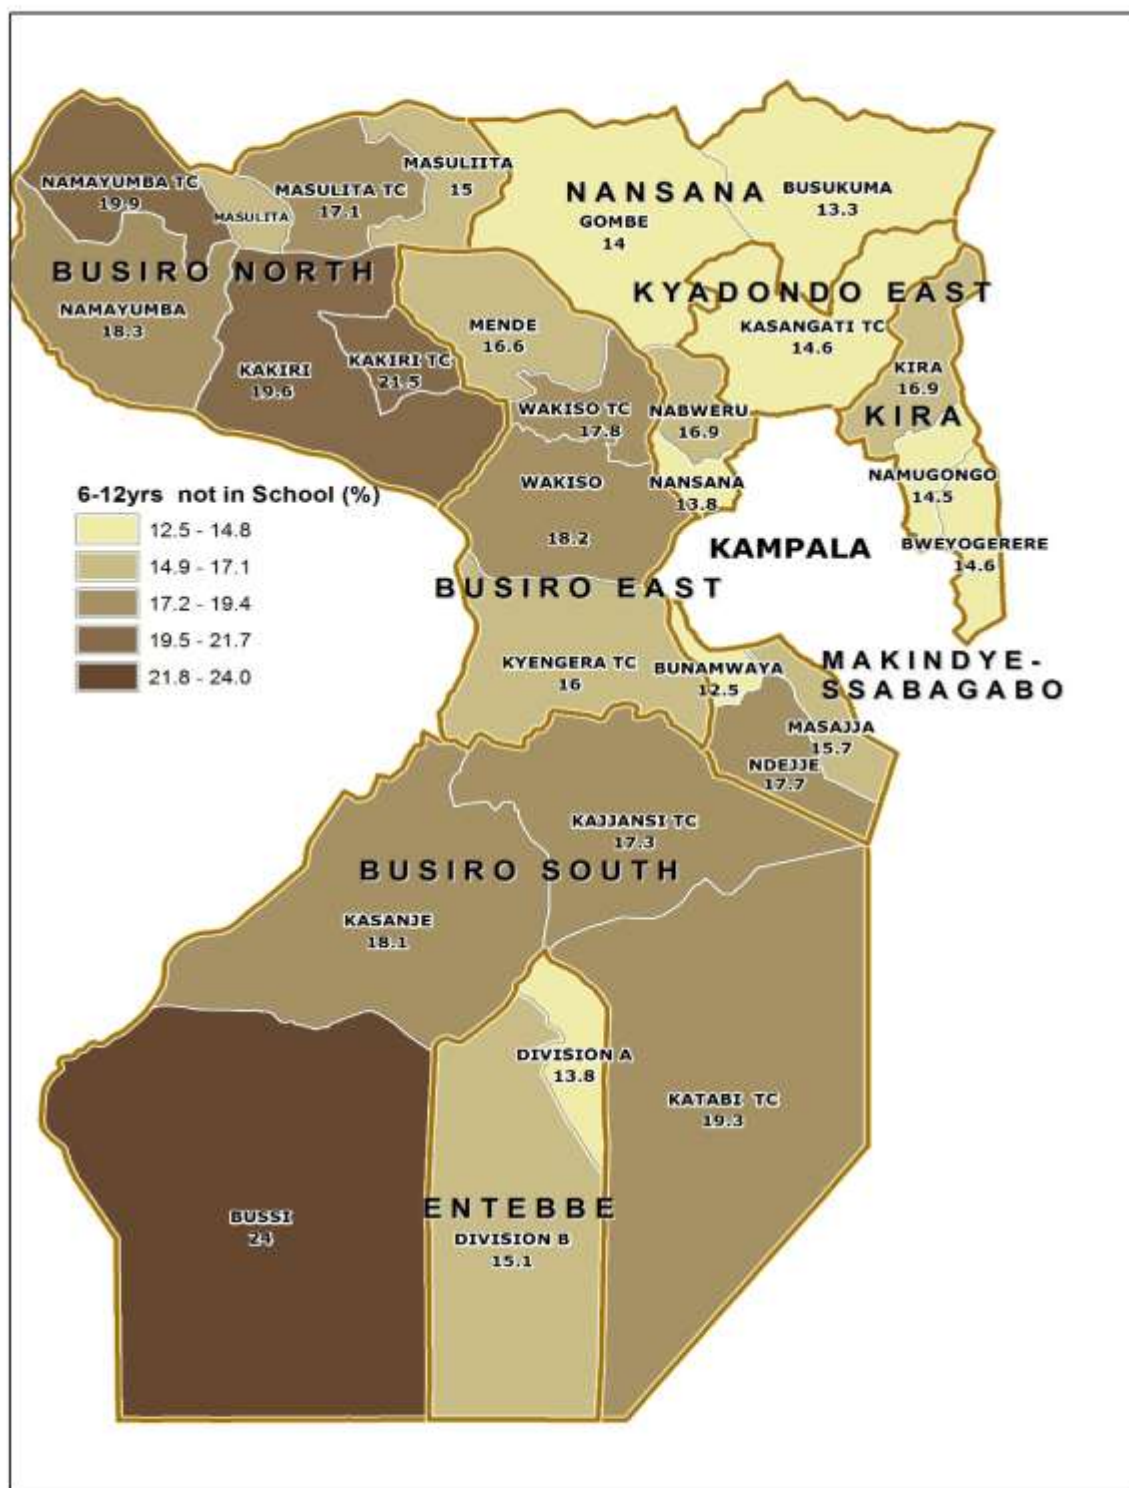 MASULIITA
15
NAMAYUMBA TC
19.9
MASULITA TC
17.1
MASULITA
NANSANA
BUSUKUMA
13.3
GOMBE
14
BUSIRO NORTH
KYADONDO EAST
NAMAYUMBA
18.3
MENDE
16.6
KASANGATI TC
14.6
KAKIRI
19.6
KAKIRI TC
21.5
KIRA
16.9
WAKISO TC
17.8
NABWERU
16.9
KIRA
WAKISO
18.2
NANSANA
13.8
NAMUGONGO
14.5
6-12yrs not in School (%)
12.5 - 14.8
14.9 - 17.1
17.2 - 19.4
19.5 - 21.7
21.8 - 24.0
KAMPALA
BWEYOGERERE
14.6
BUSIRO EAST
KYENGERA TC
16
BUNAMWAYA
12.5
MAKINDYE-
SSABAGABO
MASAJJA
15.7
NDEJJE
17.7
KAJJANSI TC
17.3
BUSIRO SOUTH
KASANJE
18.1
DIVISION A
13.8
KATABI TC
19.3
BUSSI
24
ENTEBBE
DIVISION B
15.1